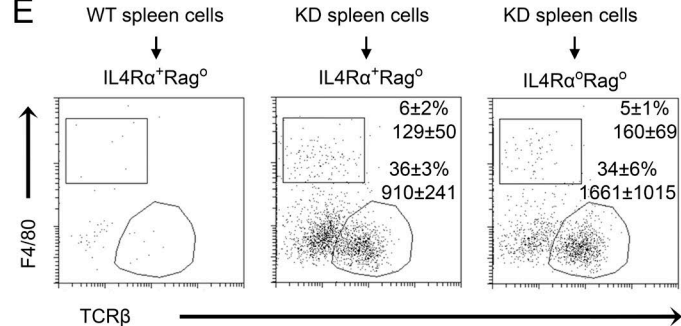 E
WT spleen cells KD spleen cells KD spleen cells
IL4Rα⁺Ragᵒ IL4Rα⁺Ragᵒ IL4RαᵒRagᵒ
6±2% 5±1%
129±50 160±69
36±3% 34±6%
910±241 1661±1015
F4/80
TCRβ